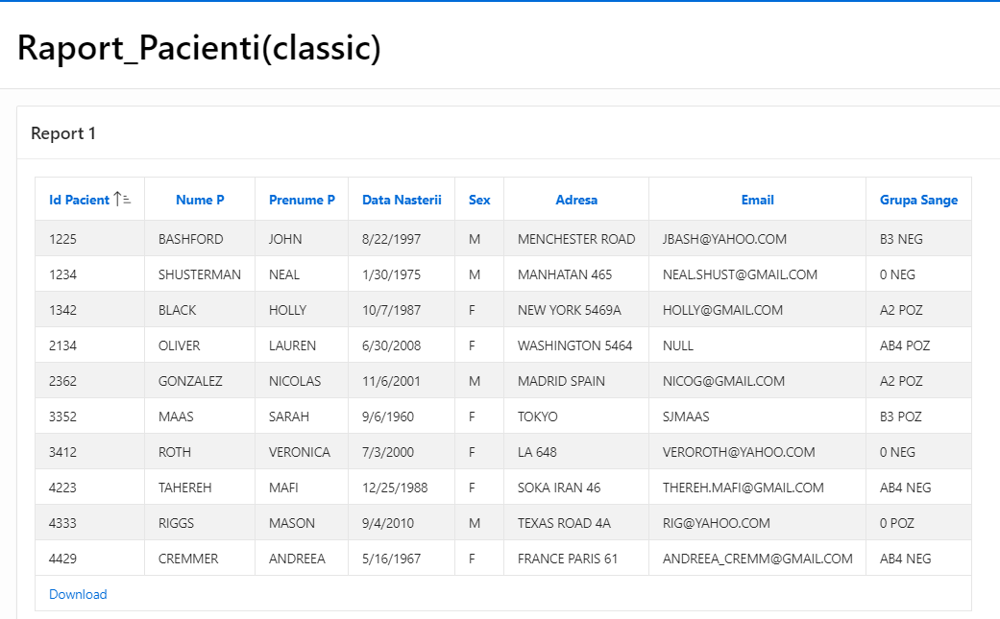 Raport_Pacienti(classic)
Report 1
Id Pacient Nume P Prenume P Data Nasterii Sex Adresa Email Grupa Sange
1225 BASHFORD JOHN 8/22/1997 M MENCHESTER ROAD JBASH@YAHOO.COM B3 NEG
1234 SHUSTERMAN NEAL 1/30/1975 M MANHATAN 465 NEAL.SHUST@GMAIL.COM 0 NEG
1342 BLACK HOLLY 10/7/1987 F NEW YORK 5469A HOLLY@GMAIL.COM A2 POZ
2134 OLIVER LAUREN 6/30/2008 F WASHINGTON 5464 NULL AB4 POZ
2362 GONZALEZ NICOLAS 11/6/2001 M MADRID SPAIN NICOG@GMAIL.COM A2 POZ
3352 MAAS SARAH 9/6/1960 F TOKYO SJMAAS B3 POZ
3412 ROTH VERONICA 7/3/2000 F LA 648 VEROROTH@YAHOO.COM 0 NEG
4223 TAHEREH MAFI 12/25/1988 F SOKA IRAN 46 THEREH.MAFI@GMAIL.COM AB4 NEG
4333 RIGGS MASON 9/4/2010 M TEXAS ROAD 4A RIG@YAHOO.COM 0 POZ
4429 CREMMER ANDREEA 5/16/1967 F FRANCE PARIS 61 ANDREEA_CREMM@GMAIL.COM AB4 NEG
Download